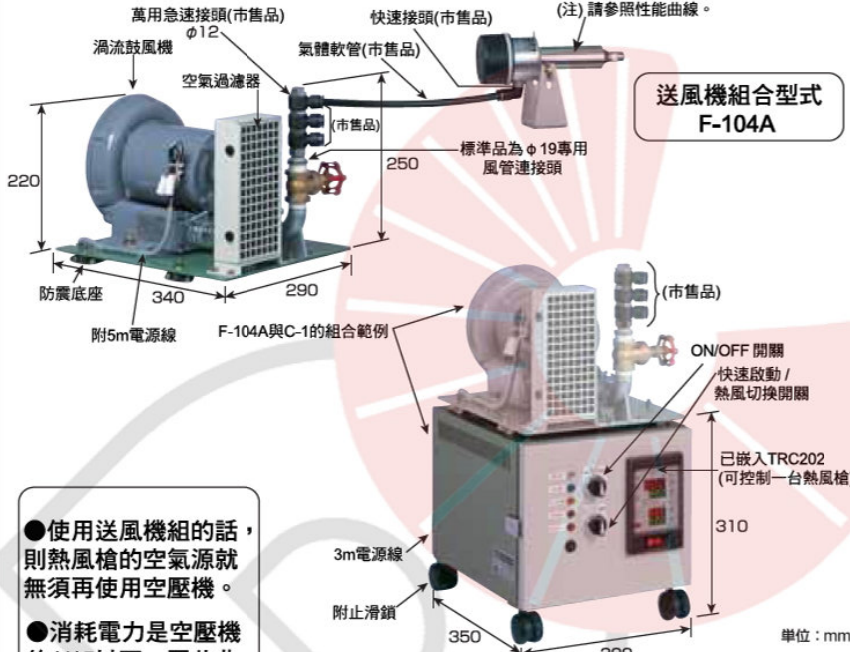 萬用急速接頭(市售品)
φ12
快速接頭(市售品)
(注) 請參照性能曲線。
渦流鼓風機
氣體軟管(市售品)
空氣過濾器
送風機組合型式
F-104A
(市售品)
標準品為φ19專用
風管連接頭
250
220
防震底座
340
290
附5m電源線
F-104A與C-1的組合範例
(市售品)
ON/OFF 開關
快速啟動 /
熱風切換開關
已嵌入TRC202
(可控制一台熱風槍
310
●使用送風機組的話，
則熱風槍的空氣源就
無須再使用空壓機。
●消耗電力是空壓機
3m電源線
附止滑鎖
350
単位：mm